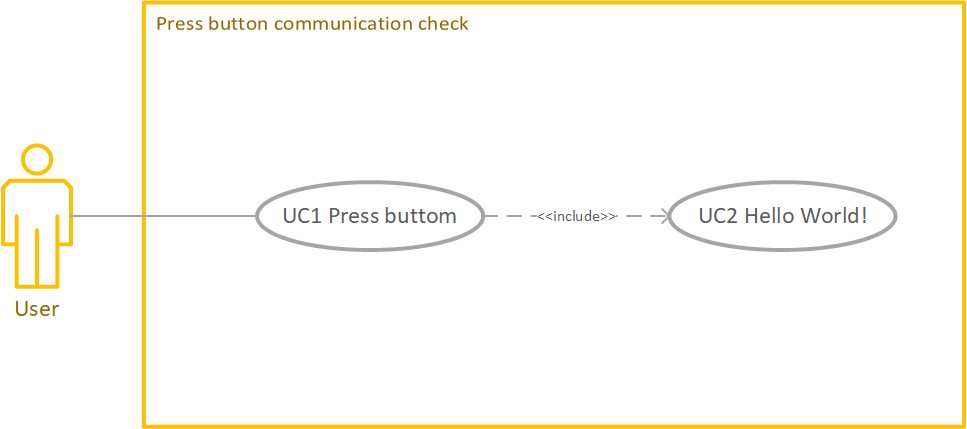 Press button communication check
UC1 Press buttom
<<include>>
UC2 Hello World!
User